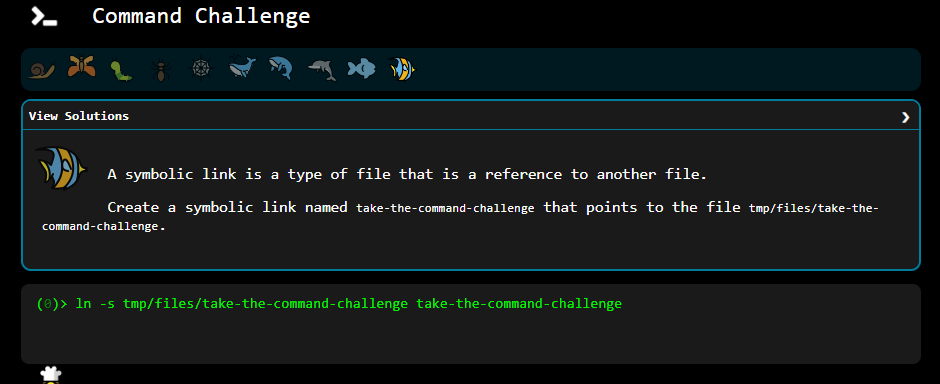 Command Challenge
View Solutions
A symbolic link is a type of file that is a reference to another file.
Create a symbolic link named take-the-command-challenge that points to the file tmp/files/take-the-
command-challenge.
(0)> ln -s tmp/files/take-the-command-challenge take-the-command-challenge